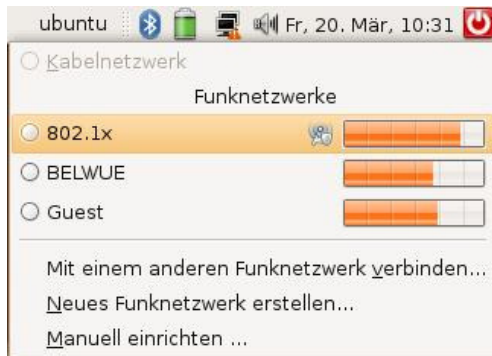 ubuntu Fr, 20. Mär, 10:31
Kabelnetzwerk
Funknetzwerke
802.1x
BELWUE
Guest
Mit einem anderen Funknetzwerk verbinden...
Neues Funknetzwerk erstellen...
Manuell einrichten ...